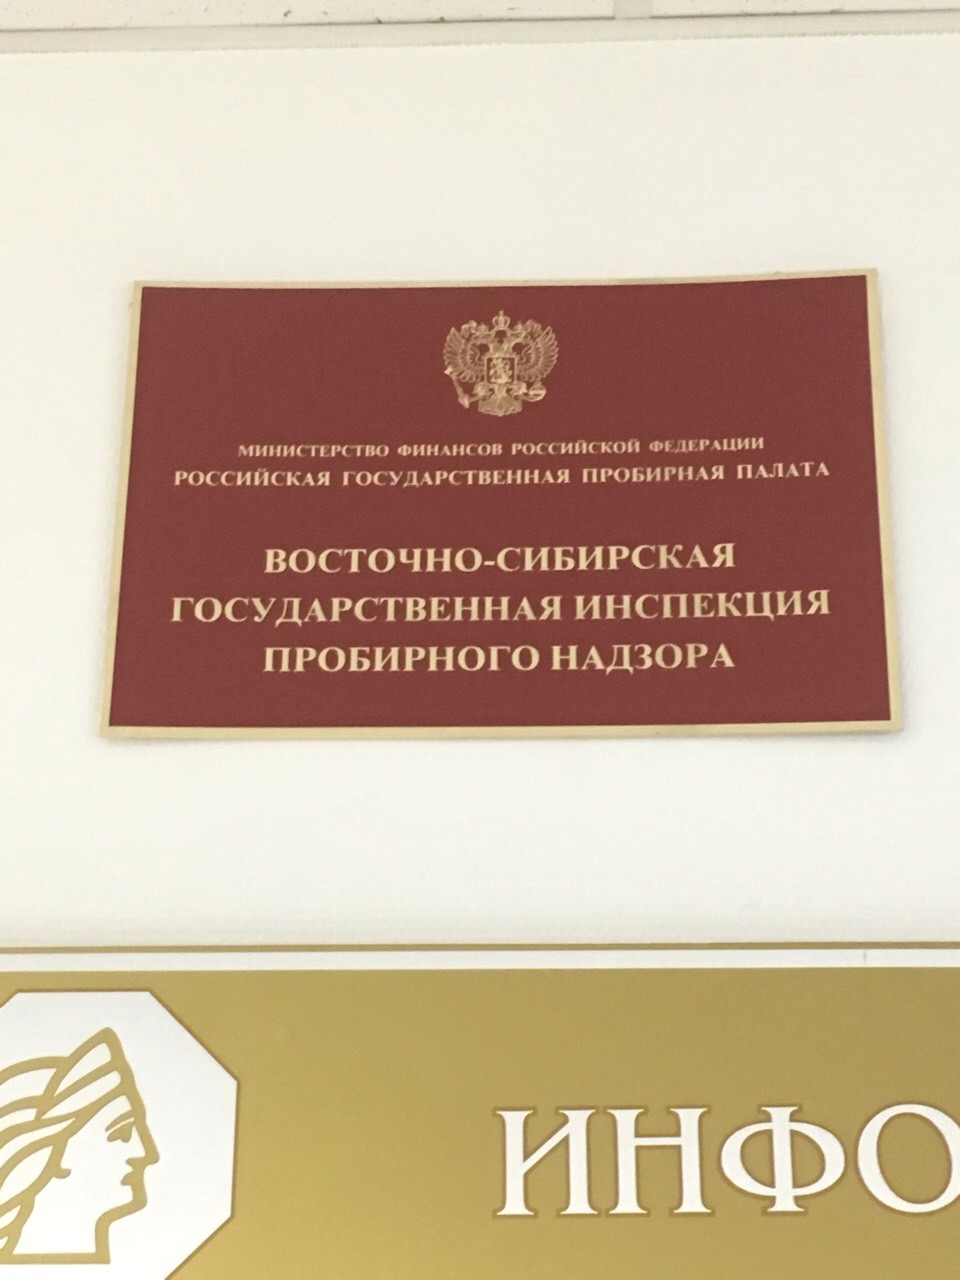 МИНИСТЕРСТВО ФИНАНСОВ РОССИЙСКОЙ ФЕДЕРАЦИИ
РОССИЙСКАЯ ГОСУДАРСТВЕННАЯ ПРОБИРНАЯ ПАЛАТА
ВОСТОЧНО-СИБИРСКАЯ
ГОСУДАРСТВЕННАЯ ИНСПЕКЦИЯ
ПРОБИРНОГО НАДЗОРА
ИНФО